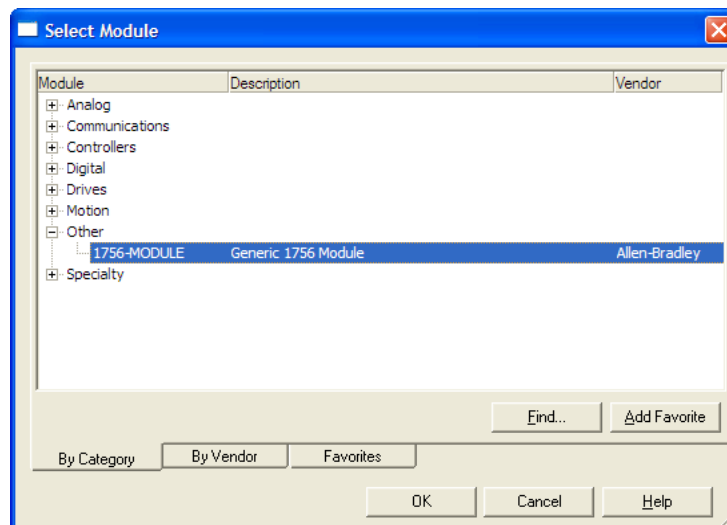 Select Module
Module Description Vendor
Analog
Communications
Controllers
Digital
Drives
Motion
Other
1756-MODULE Generic 1756 Module Allen-Bradley
Specialty
Find... Add Favorite
By Category By Vendor Favorites
OK Cancel Help